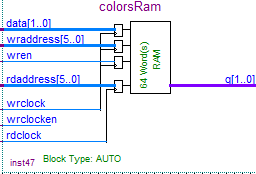 colorsRam
data[1..0]
wraddress[5..0]
wren
rdaddress[5..0]
q[1..0]
64 Word(s)
RAM
wrclock
wrclocken
rdclock
inst47
Block Type: AUTO